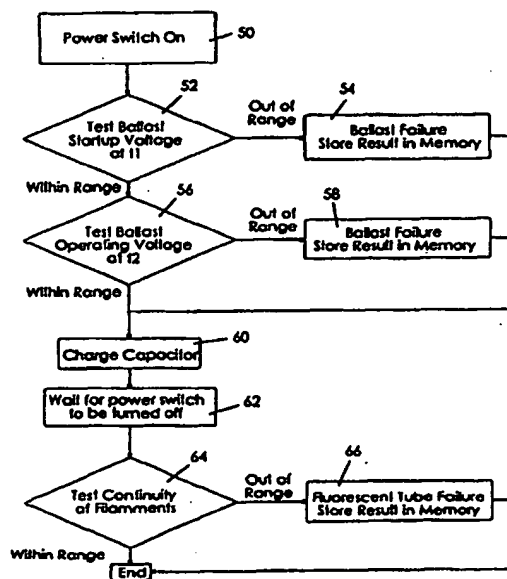 Power Switch On
50
52
Test Ballast
Startup Voltage
at t1
Out of
Range
54
Ballast Failure
Store Result in Memory
Within Range
56
Test Ballast
Operating Voltage
at t2
Out of
Range
58
Ballast Failure
Store Result in Memory
Within Range
60
Charge Capacitor
Wait for power switch
to be turned off
62
64
Test Continuity
of Filamments
Out of
Range
66
Fluorescent Tube Failure
Store Result in Memory
Within Range
End